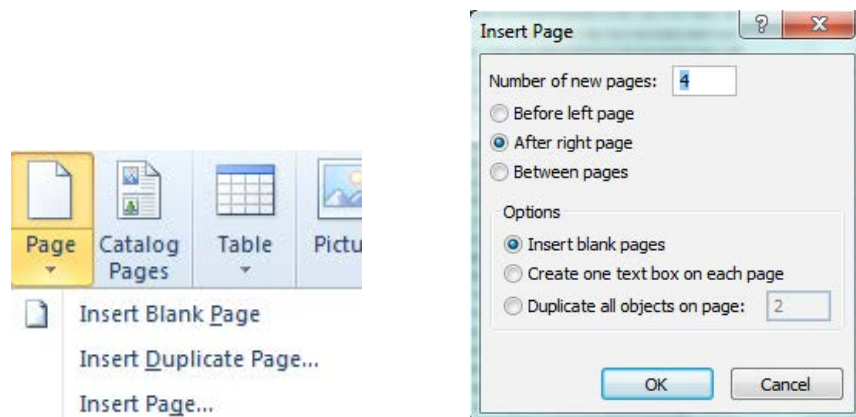 Page
Catalog Pages
Table
Pictu
Insert Blank Page
Insert Duplicate Page...
Insert Page...
Insert Page
Number of new pages: 4
Before left page
After right page
Between pages
Options
Insert blank pages
Create one text box on each page
Duplicate all objects on page: 2
OK Cancel